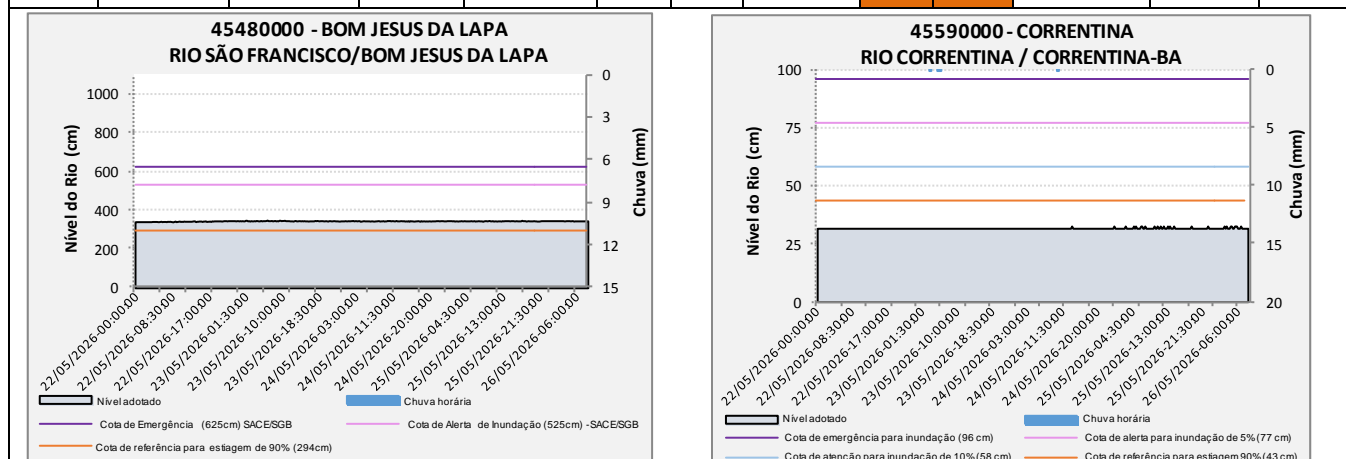 45480000 - BOM JESUS DA LAPA
RIO SÃO FRANCISCO/BOM JESUS DA LAPA
Nível do Rio (cm)
1000
800
600
400
200
0
0
3
6
9
12
15
Chuva (mm)
22/05/2026-00:00:00
22/05/2026-08:30:00
22/05/2026-17:00:00
23/05/2026-01:30:00
23/05/2026-10:00:00
23/05/2026-18:30:00
24/05/2026-03:00:00
24/05/2026-11:30:00
24/05/2026-20:00:00
25/05/2026-04:30:00
25/05/2026-13:00:00
25/05/2026-21:30:00
26/05/2026-06:00:00
Nível adotado
Chuva horária
Cota de Emergência (625cm) SACE/SGB
Cota de Alerta de Inundação (525cm) -SACE/SGB
Cota de referência para estiagem de 90% (294cm)
45590000 - CORRENTINA
RIO CORRENTINA / CORRENTINA-BA
Nível do Rio (cm)
100
75
50
25
0
0
5
10
15
20
Chuva (mm)
22/05/2026-00:00:00
22/05/2026-08:30:00
22/05/2026-17:00:00
23/05/2026-01:30:00
23/05/2026-10:00:00
23/05/2026-18:30:00
24/05/2026-03:00:00
24/05/2026-11:30:00
24/05/2026-20:00:00
25/05/2026-04:30:00
25/05/2026-13:00:00
25/05/2026-21:30:00
26/05/2026-06:00:00
Nível adotado
Chuva horária
Cota de emergência para inundação (96 cm)
Cota de alerta para inundação de 5% (77 cm)
Cota de atenção para inundação de 10% (58 cm)
Cota de referência para estiagem 90% (43 cm)